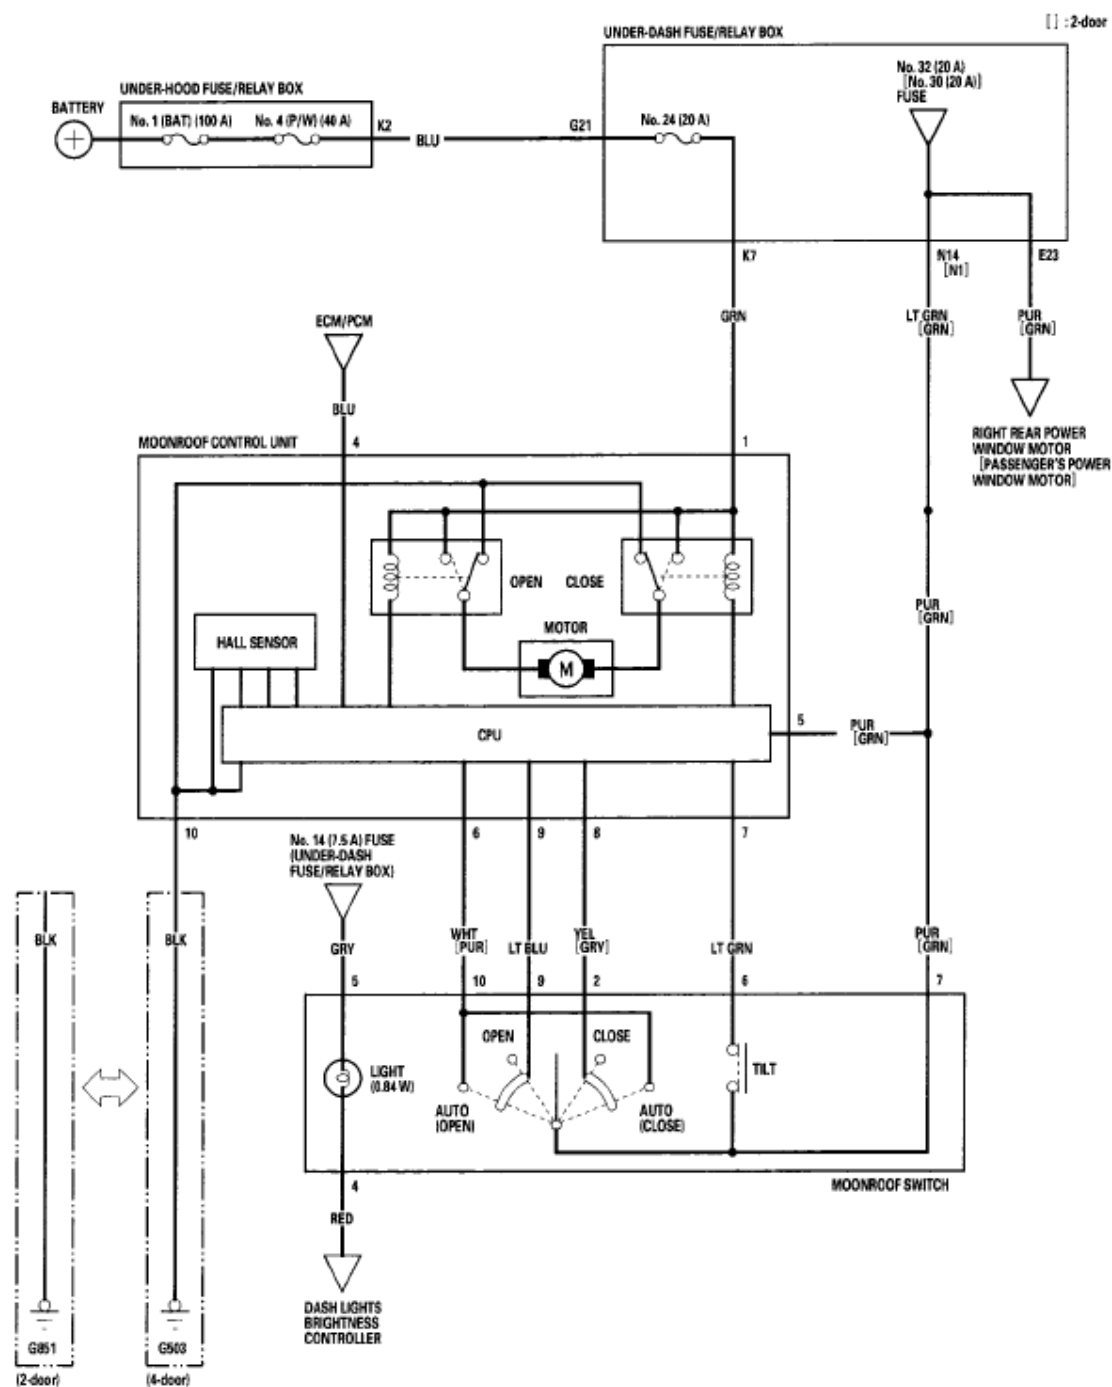 [ ] : 2-door
UNDER-DASH FUSE/RELAY BOX
No. 32 (20 A)
[No. 30 (20 A)]
FUSE
UNDER-HOOD FUSE/RELAY BOX
BATTERY
No. 1 (BAT) (100 A)
No. 4 (P/W) (40 A)
K2
BLU
G21
No. 24 (20 A)
K7
N14
[N1]
E23
ECM/PCM
GRN
LT GRN
[GRN]
PUR
[GRN]
BLU
MOONROOF CONTROL UNIT
4
1
RIGHT REAR POWER
WINDOW MOTOR
[PASSENGER'S POWER
WINDOW MOTOR]
OPEN
CLOSE
PUR
[GRN]
HALL SENSOR
MOTOR
M
CPU
5
PUR
[GRN]
10
6
9
8
7
No. 14 (7.5 A) FUSE
(UNDER-DASH
FUSE/RELAY BOX)
BLK
BLK
GRY
WHT
[PUR]
LT BLU
YEL
[GRY]
LT GRN
PUR
[GRN]
5
10
9
2
6
7
OPEN
CLOSE
LIGHT
(0.84 W)
TILT
AUTO
(OPEN)
AUTO
(CLOSE)
4
MOONROOF SWITCH
RED
DASH LIGHTS
BRIGHTNESS
CONTROLLER
G851
G503
(2-door)
(4-door)